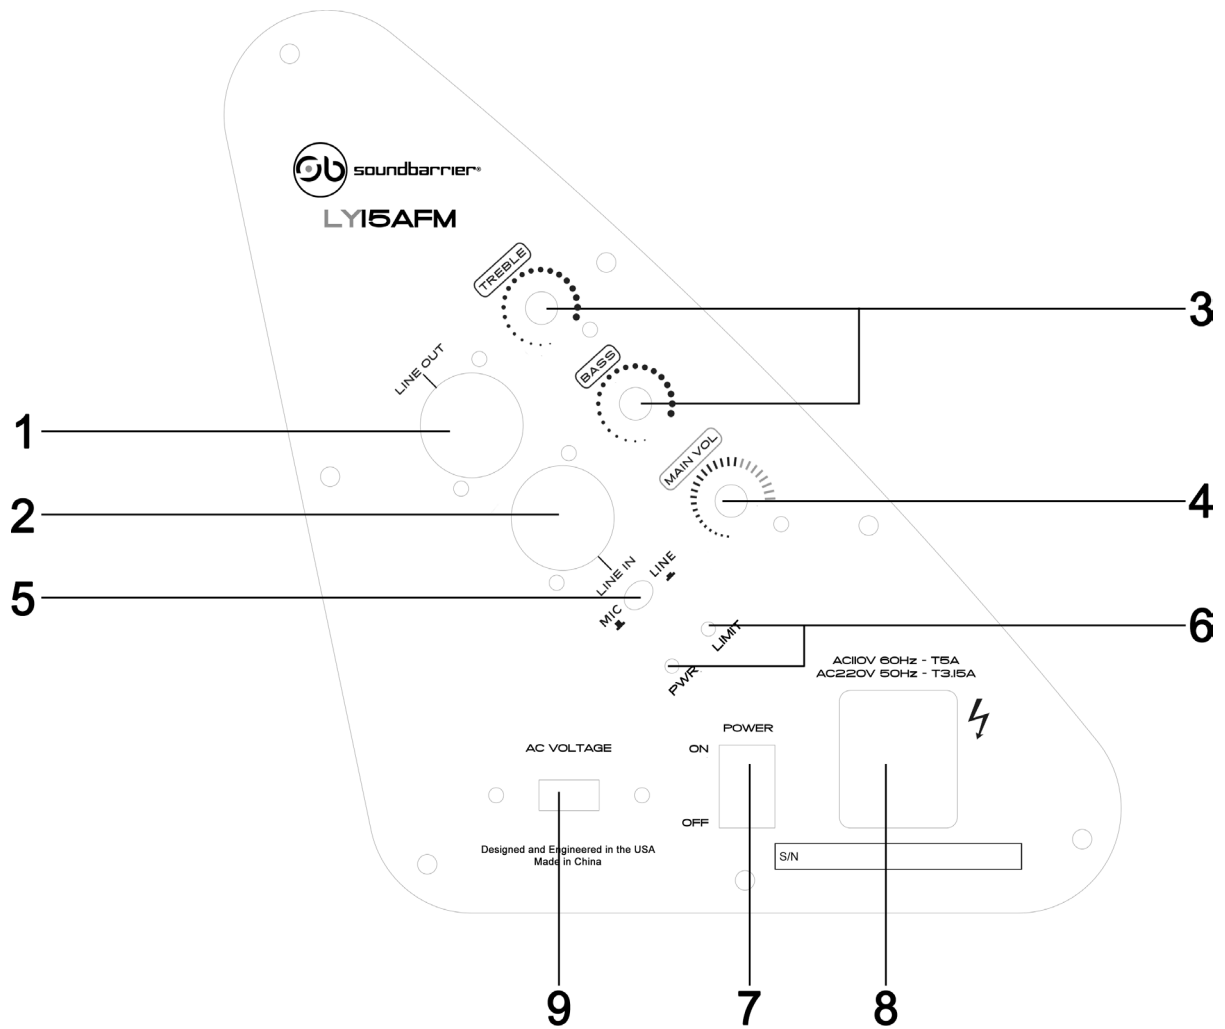 soundbarrier®
LY15AFM
TREBLE
3
LINE OUT
BASS
1
MAIN VOL
4
2
LINE IN
LINE
5
MIC
6
LIMIT
PWR
AC110V 60Hz - T5A
AC220V 50Hz - T3.15A
POWER
AC VOLTAGE
ON
OFF
Designed and Engineered in the USA
Made in China
S/N
9
7
8